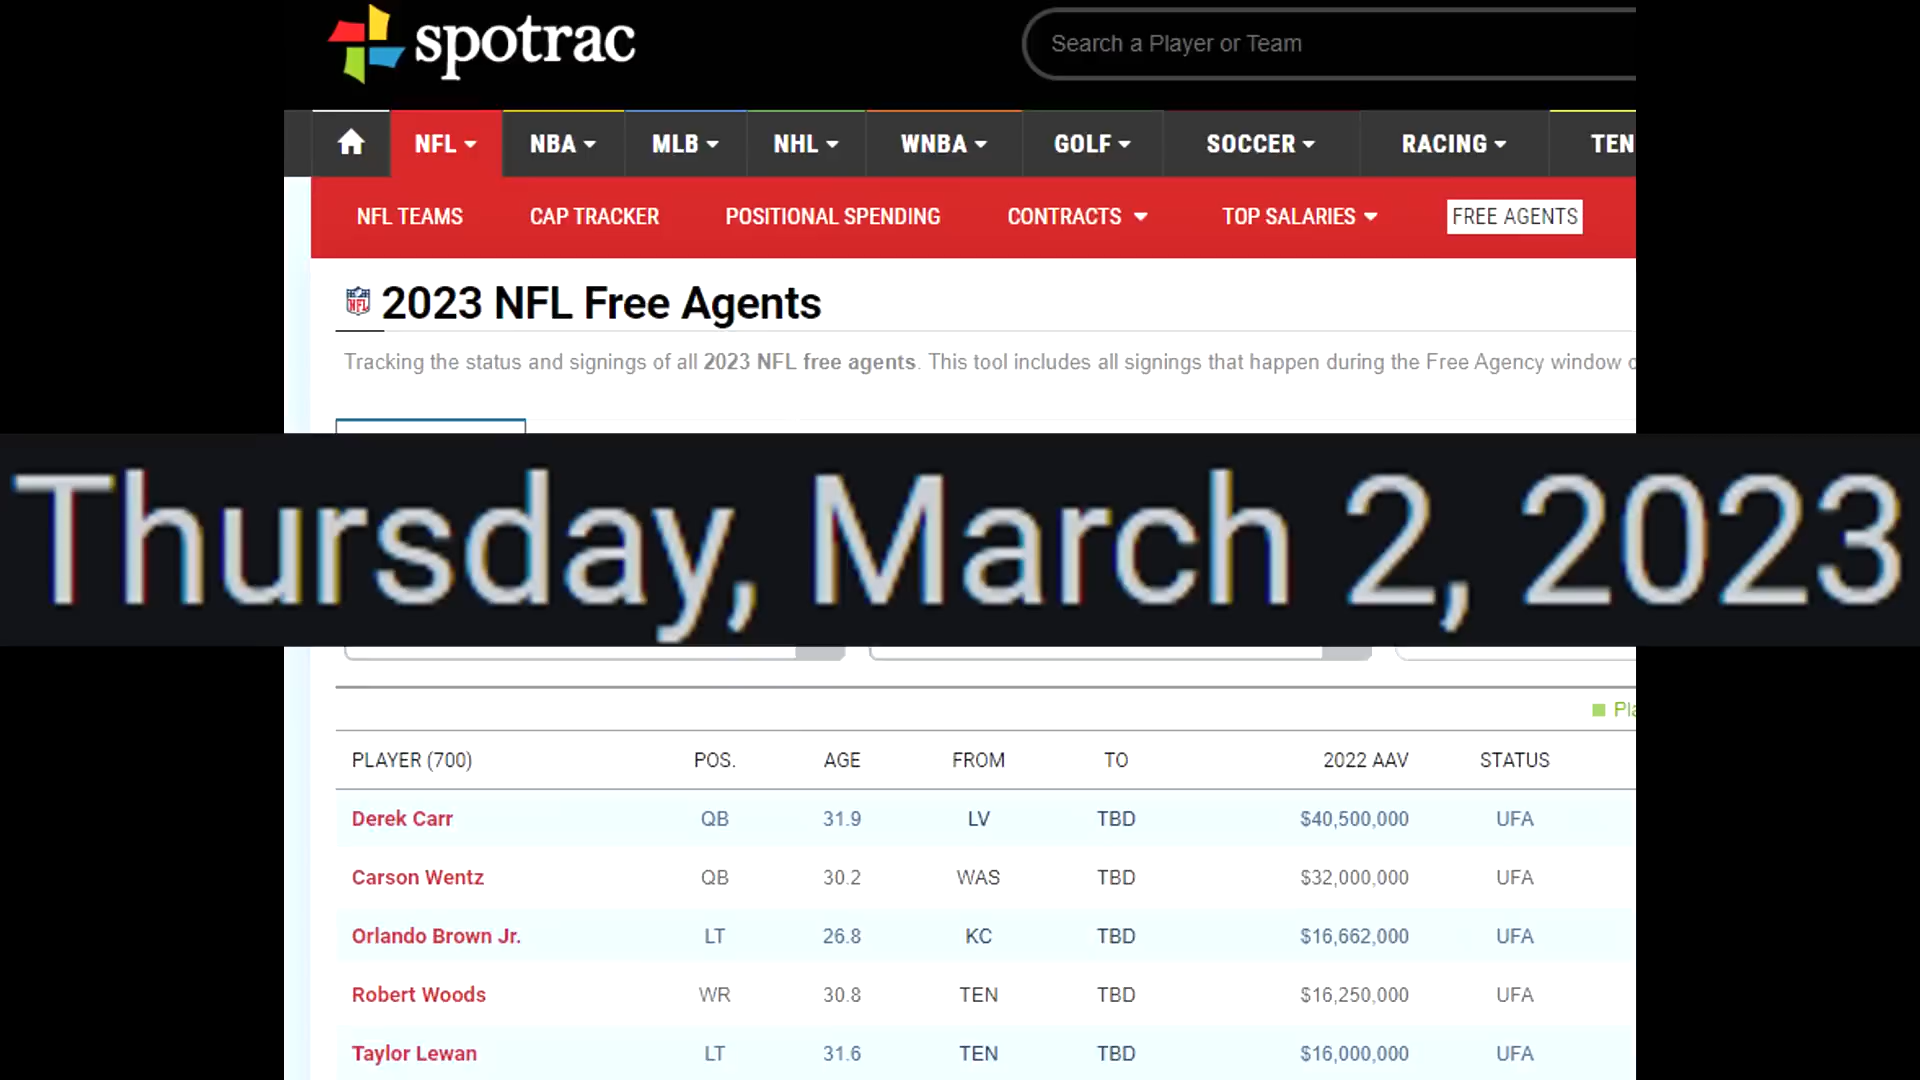 spotrac
Search a Player or Team
NFL NBA MLB NHL WNBA GOLF SOCCER RACING TEN
NFL TEAMS CAP TRACKER POSITIONAL SPENDING CONTRACTS TOP SALARIES FREE AGENTS
NFL 2023 NFL Free Agents
Tracking the status and signings of all 2023 NFL free agents. This tool includes all signings that happen during the Free Agency window
Thursday, March 2, 2023
PLAYER (700) POS. AGE FROM TO 2022 AAV STATUS
Derek Carr QB 31.9 LV TBD $40,500,000 UFA
Carson Wentz QB 30.2 WAS TBD $32,000,000 UFA
Orlando Brown Jr. LT 26.8 KC TBD $16,662,000 UFA
Robert Woods WR 30.8 TEN TBD $16,250,000 UFA
Taylor Lewan LT 31.6 TEN TBD $16,000,000 UFA